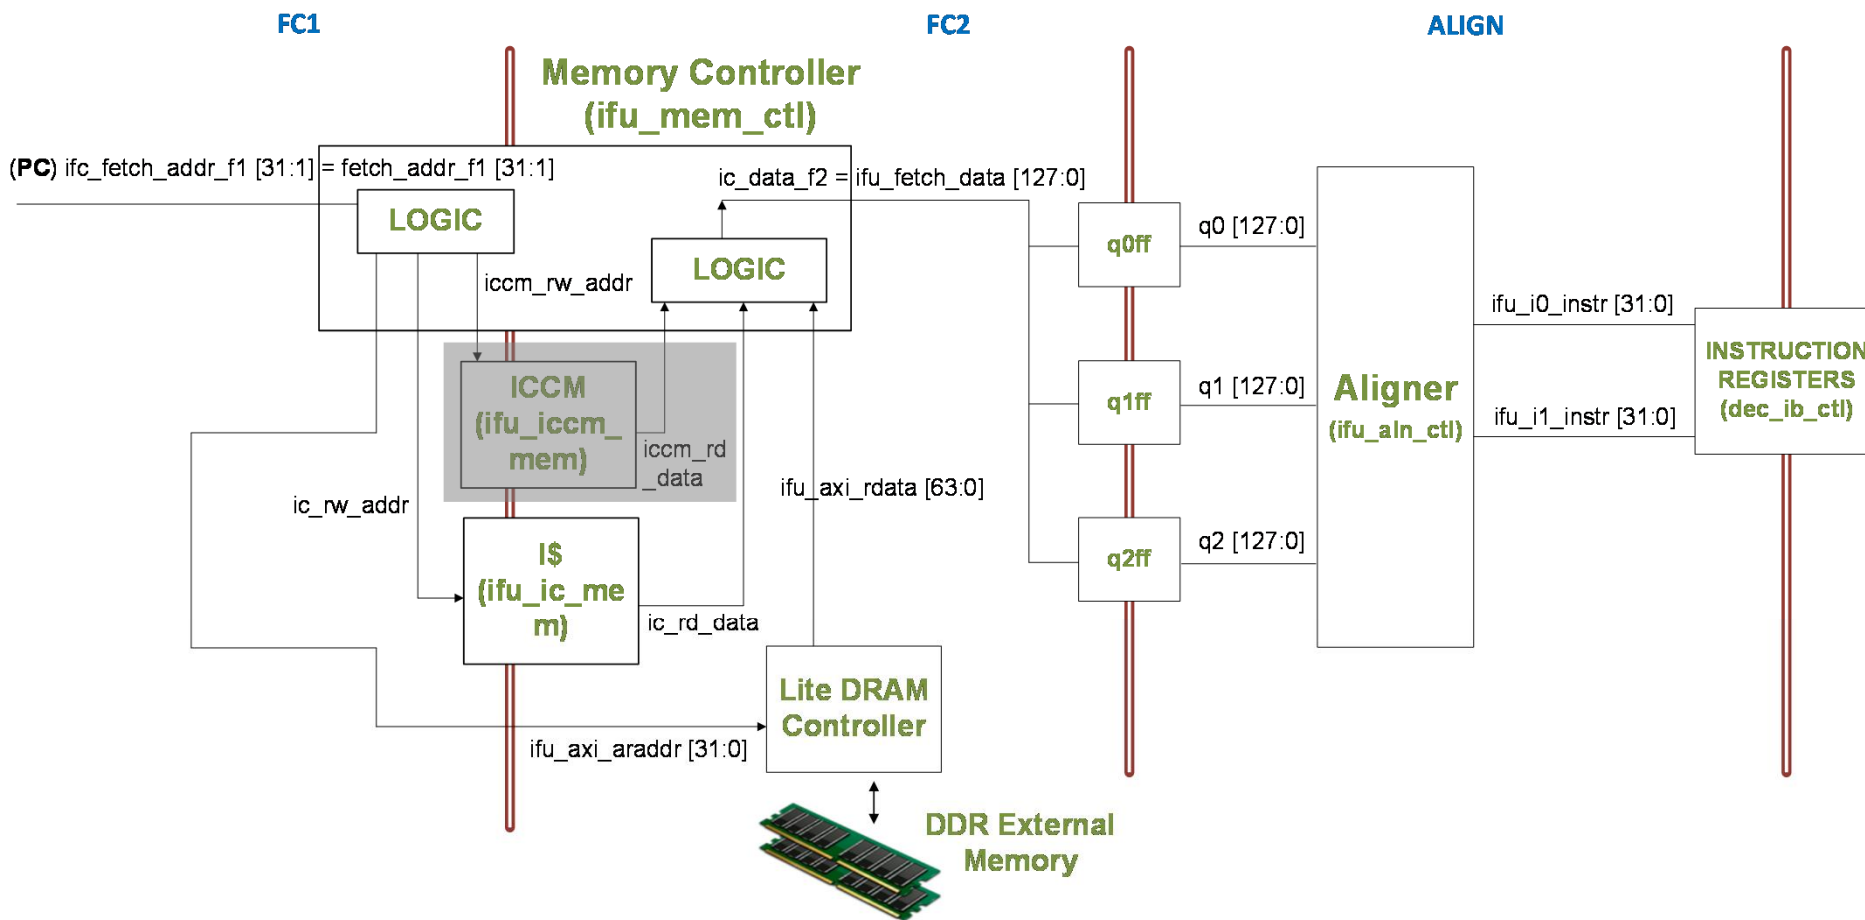 FC1
FC2
ALIGN
Memory Controller
(ifu_mem_ctl)
(PC) ifc_fetch_addr_f1 [31:1] = fetch_addr_f1 [31:1]
ic_data_f2 = ifu_fetch_data [127:0]
LOGIC
LOGIC
iccm_rw_addr
q0ff
q0 [127:0]
ICCM
(ifu_iccm_
mem)
iccm_rd
_data
q1ff
q1 [127:0]
Aligner
(ifu_aln_ctl)
ifu_i0_instr [31:0]
ifu_i1_instr [31:0]
INSTRUCTION
REGISTERS
(dec_ib_ctl)
ic_rw_addr
ifu_axi_rdata [63:0]
I$
(ifu_ic_me
m)
ic_rd_data
q2ff
q2 [127:0]
Lite DRAM
Controller
ifu_axi_araddr [31:0]
DDR External
Memory